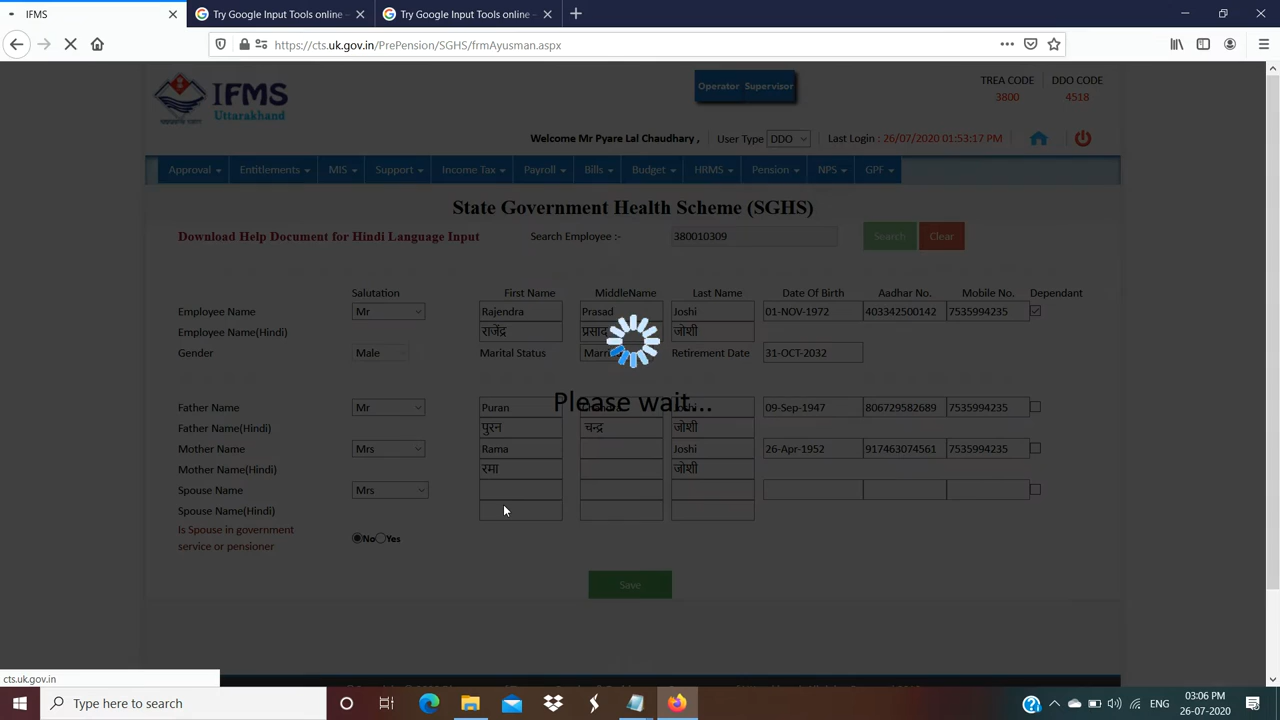 IFMS
Try Google Input Tools online –
Try Google Input Tools online –
https://cts.uk.gov.in/PrePension/SGHS/frmAyusman.aspx
IFMS
Uttarakhand
Operator Supervisor
TREA CODE DDO CODE
3800 4518
Welcome Mr Pyare Lal Chaudhary , User Type DDO Last Login : 26/07/2020 01:53:17 PM
Approval Entitlements MIS Support Income Tax Payroll Bills Budget HRMS Pension NPS GPF
State Government Health Scheme (SGHS)
Download Help Document for Hindi Language Input Search Employee :- 380010309 Search Clear
Salutation First Name MiddleName Last Name Date Of Birth Aadhar No. Mobile No. Dependant
Employee Name Mr Rajendra Prasad Joshi 01-NOV-1972 403342500142 7535994235
Employee Name(Hindi) राजेंद्र प्रसाद जोशी
Gender Male Marital Status Retirement Date 31-OCT-2032
Father Name Mr Puran 09-Sep-1947 806729582689 7535994235
Please wait...
Father Name(Hindi) पुरन चन्द्र जोशी
Mother Name Mrs Rama Joshi 26-Apr-1952 917463074561 7535994235
Mother Name(Hindi) रमा जोशी
Spouse Name Mrs
Spouse Name(Hindi)
Is Spouse in government
service or pensioner
No Yes
Save
cts.uk.gov.in
Type here to search
ENG
03:06 PM
26-07-2020